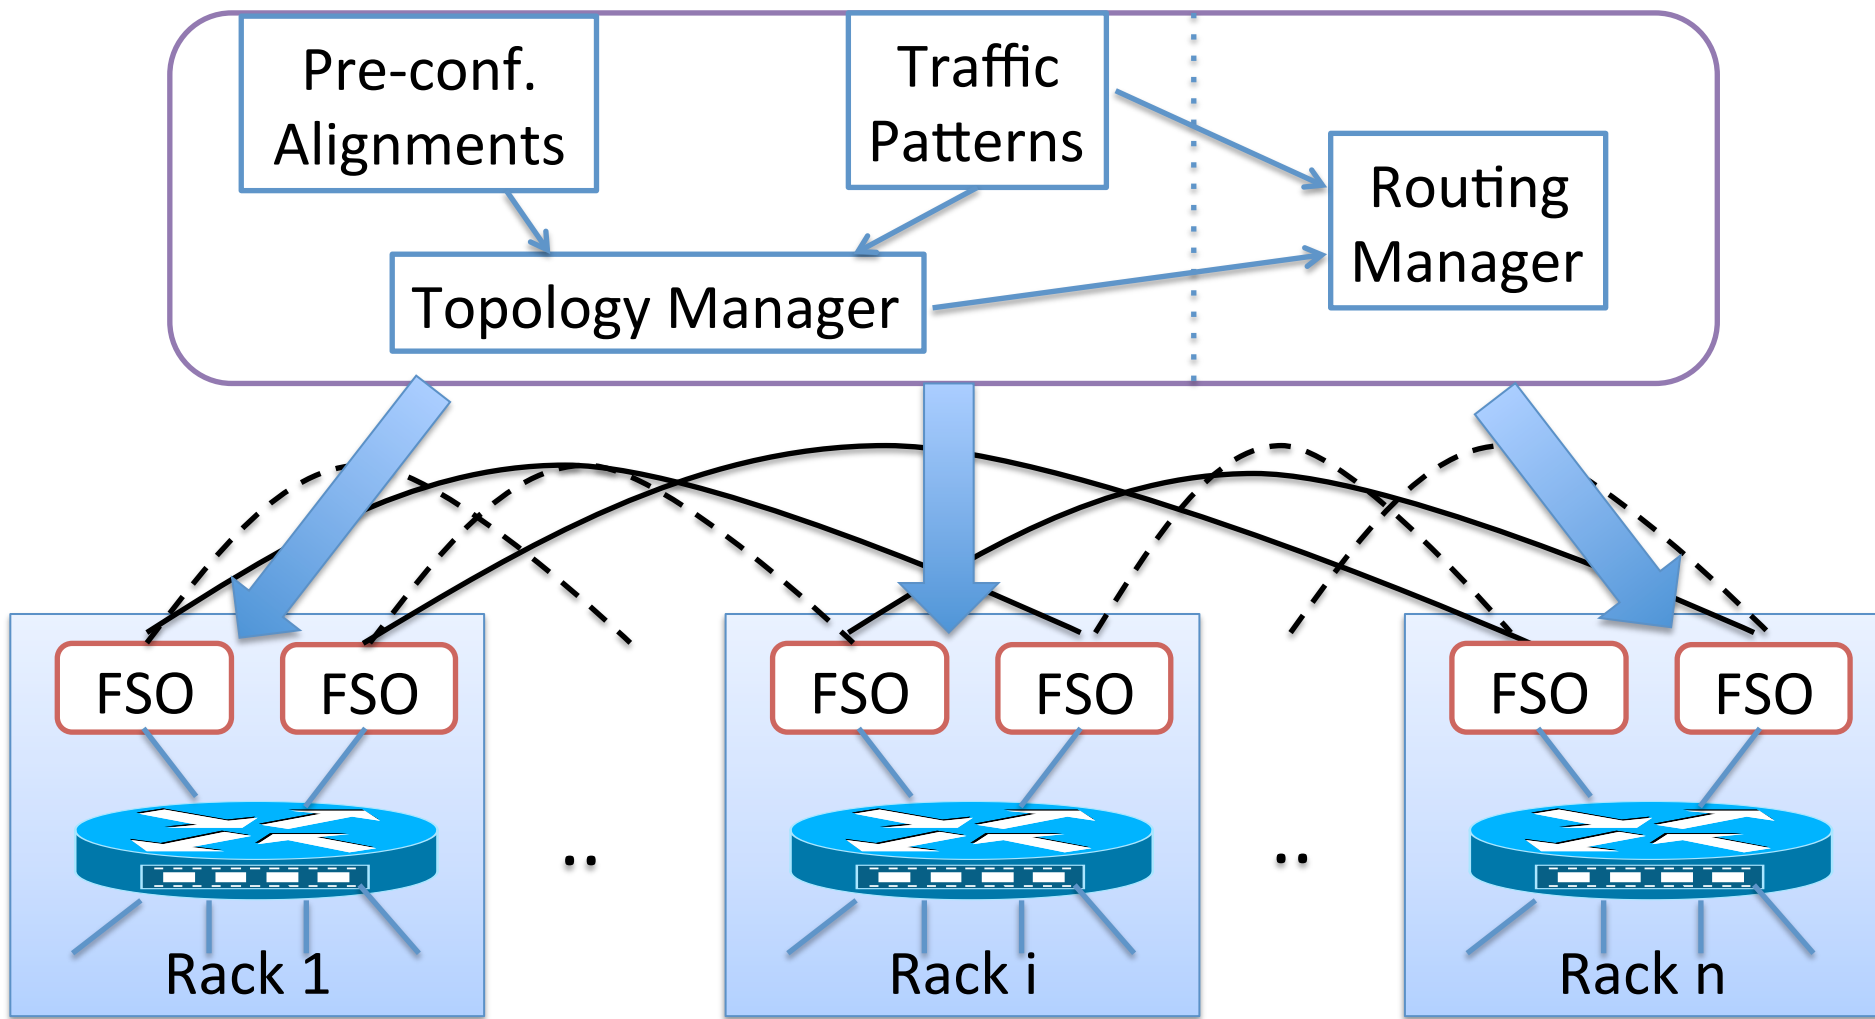 Pre-conf.
Alignments
Traffic
Patterns
Routing
Manager
Topology Manager
FSO
FSO
FSO
FSO
FSO
FSO
..
..
Rack 1
Rack i
Rack n